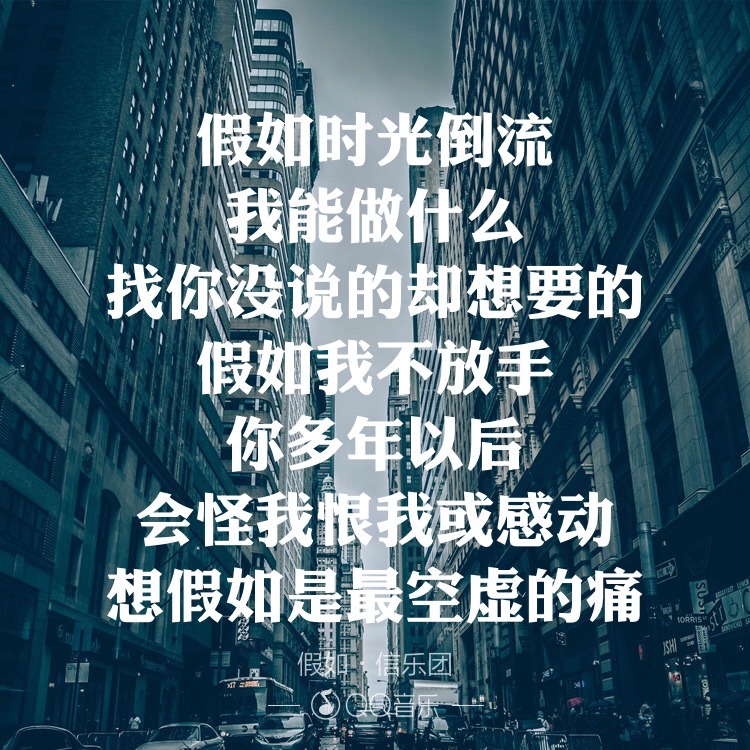 假如时光倒流
我能做什么
找你没说的却想要的
假如我不放手
你多年以后
会怪我恨我或感动
想假如是最空虚的痛
假如·信乐团
QQ音乐